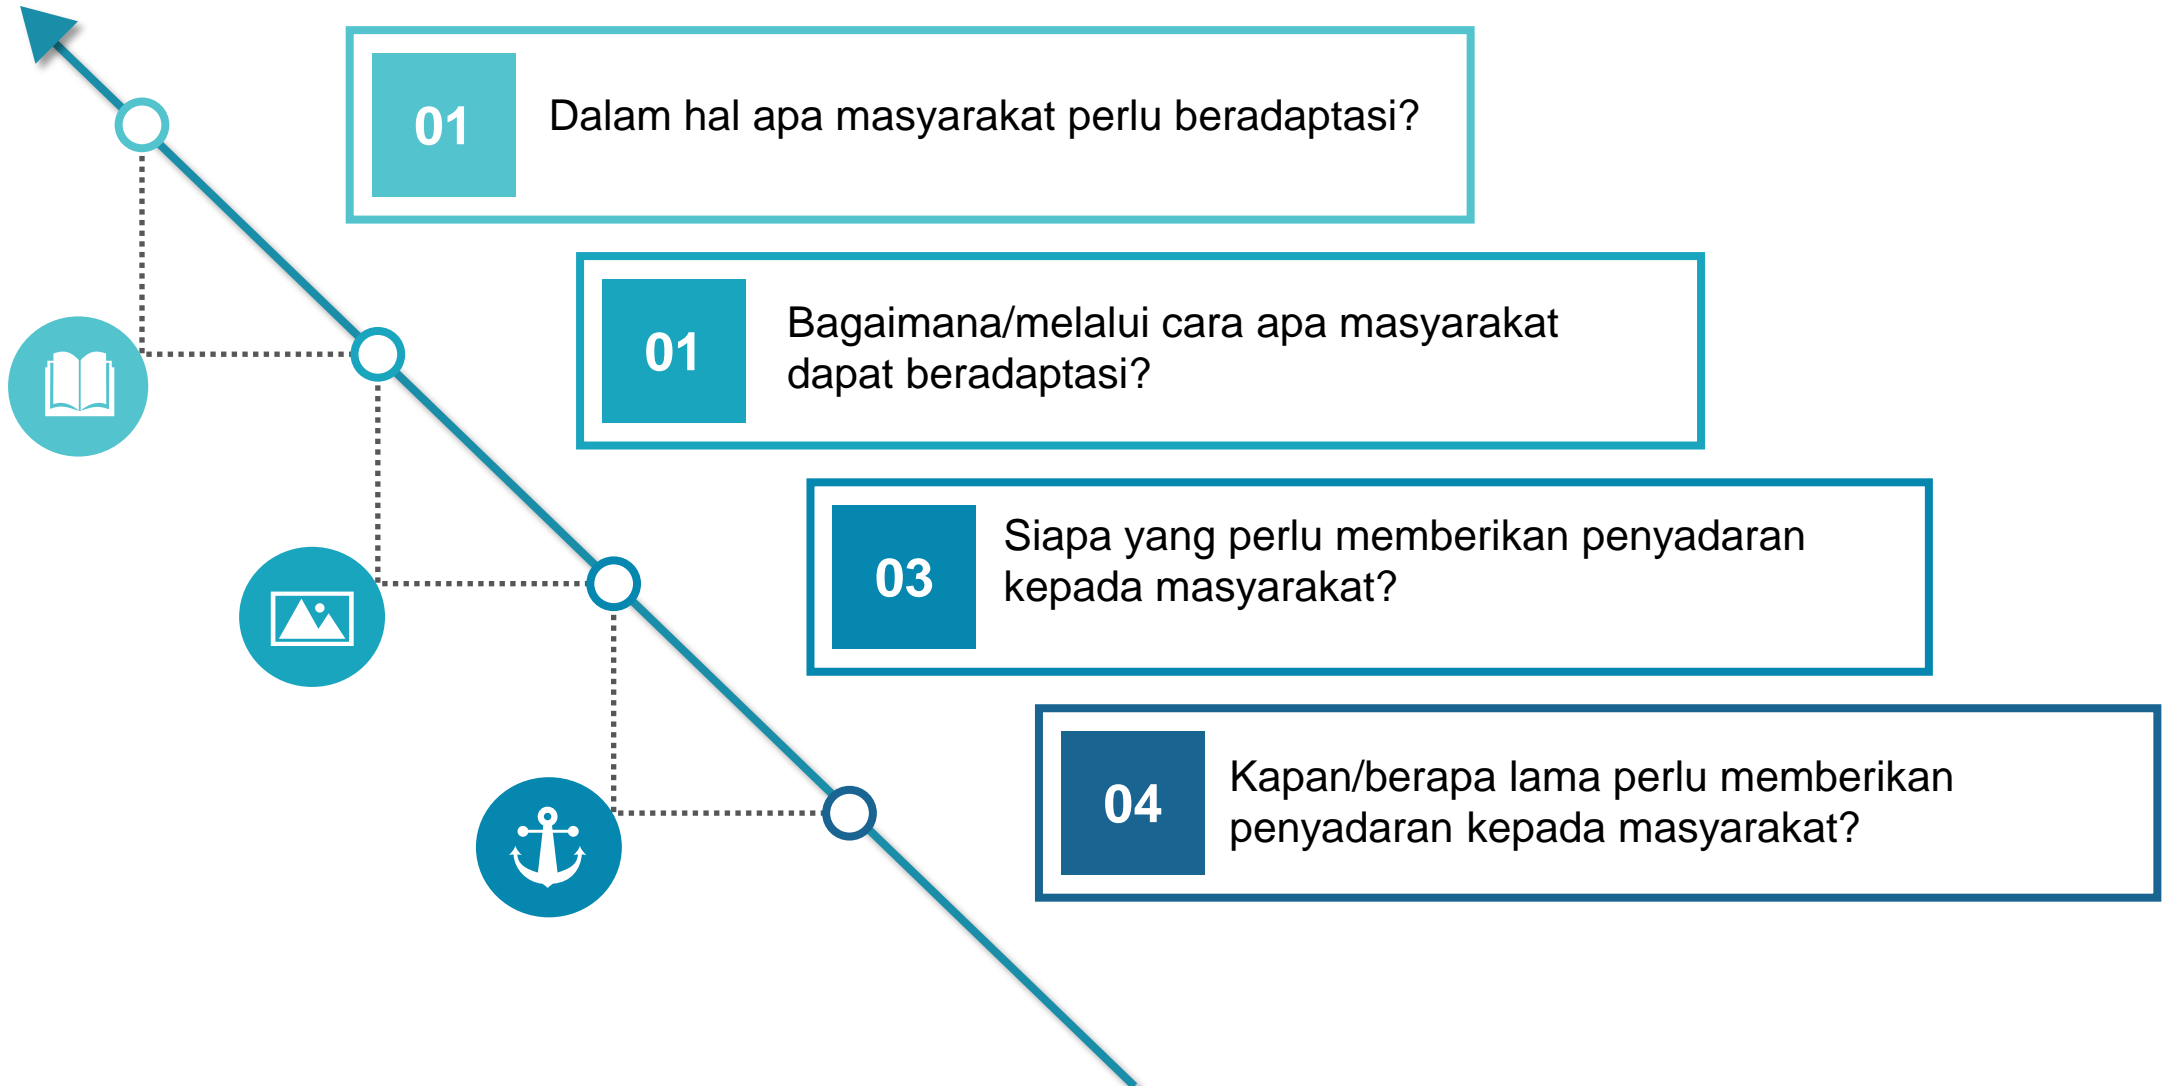 01
Dalam hal apa masyarakat perlu beradaptasi?
01
Bagaimana/melalui cara apa masyarakat
dapat beradaptasi?
03
Siapa yang perlu memberikan penyadaran
kepada masyarakat?
04
Kapan/berapa lama perlu memberikan
penyadaran kepada masyarakat?